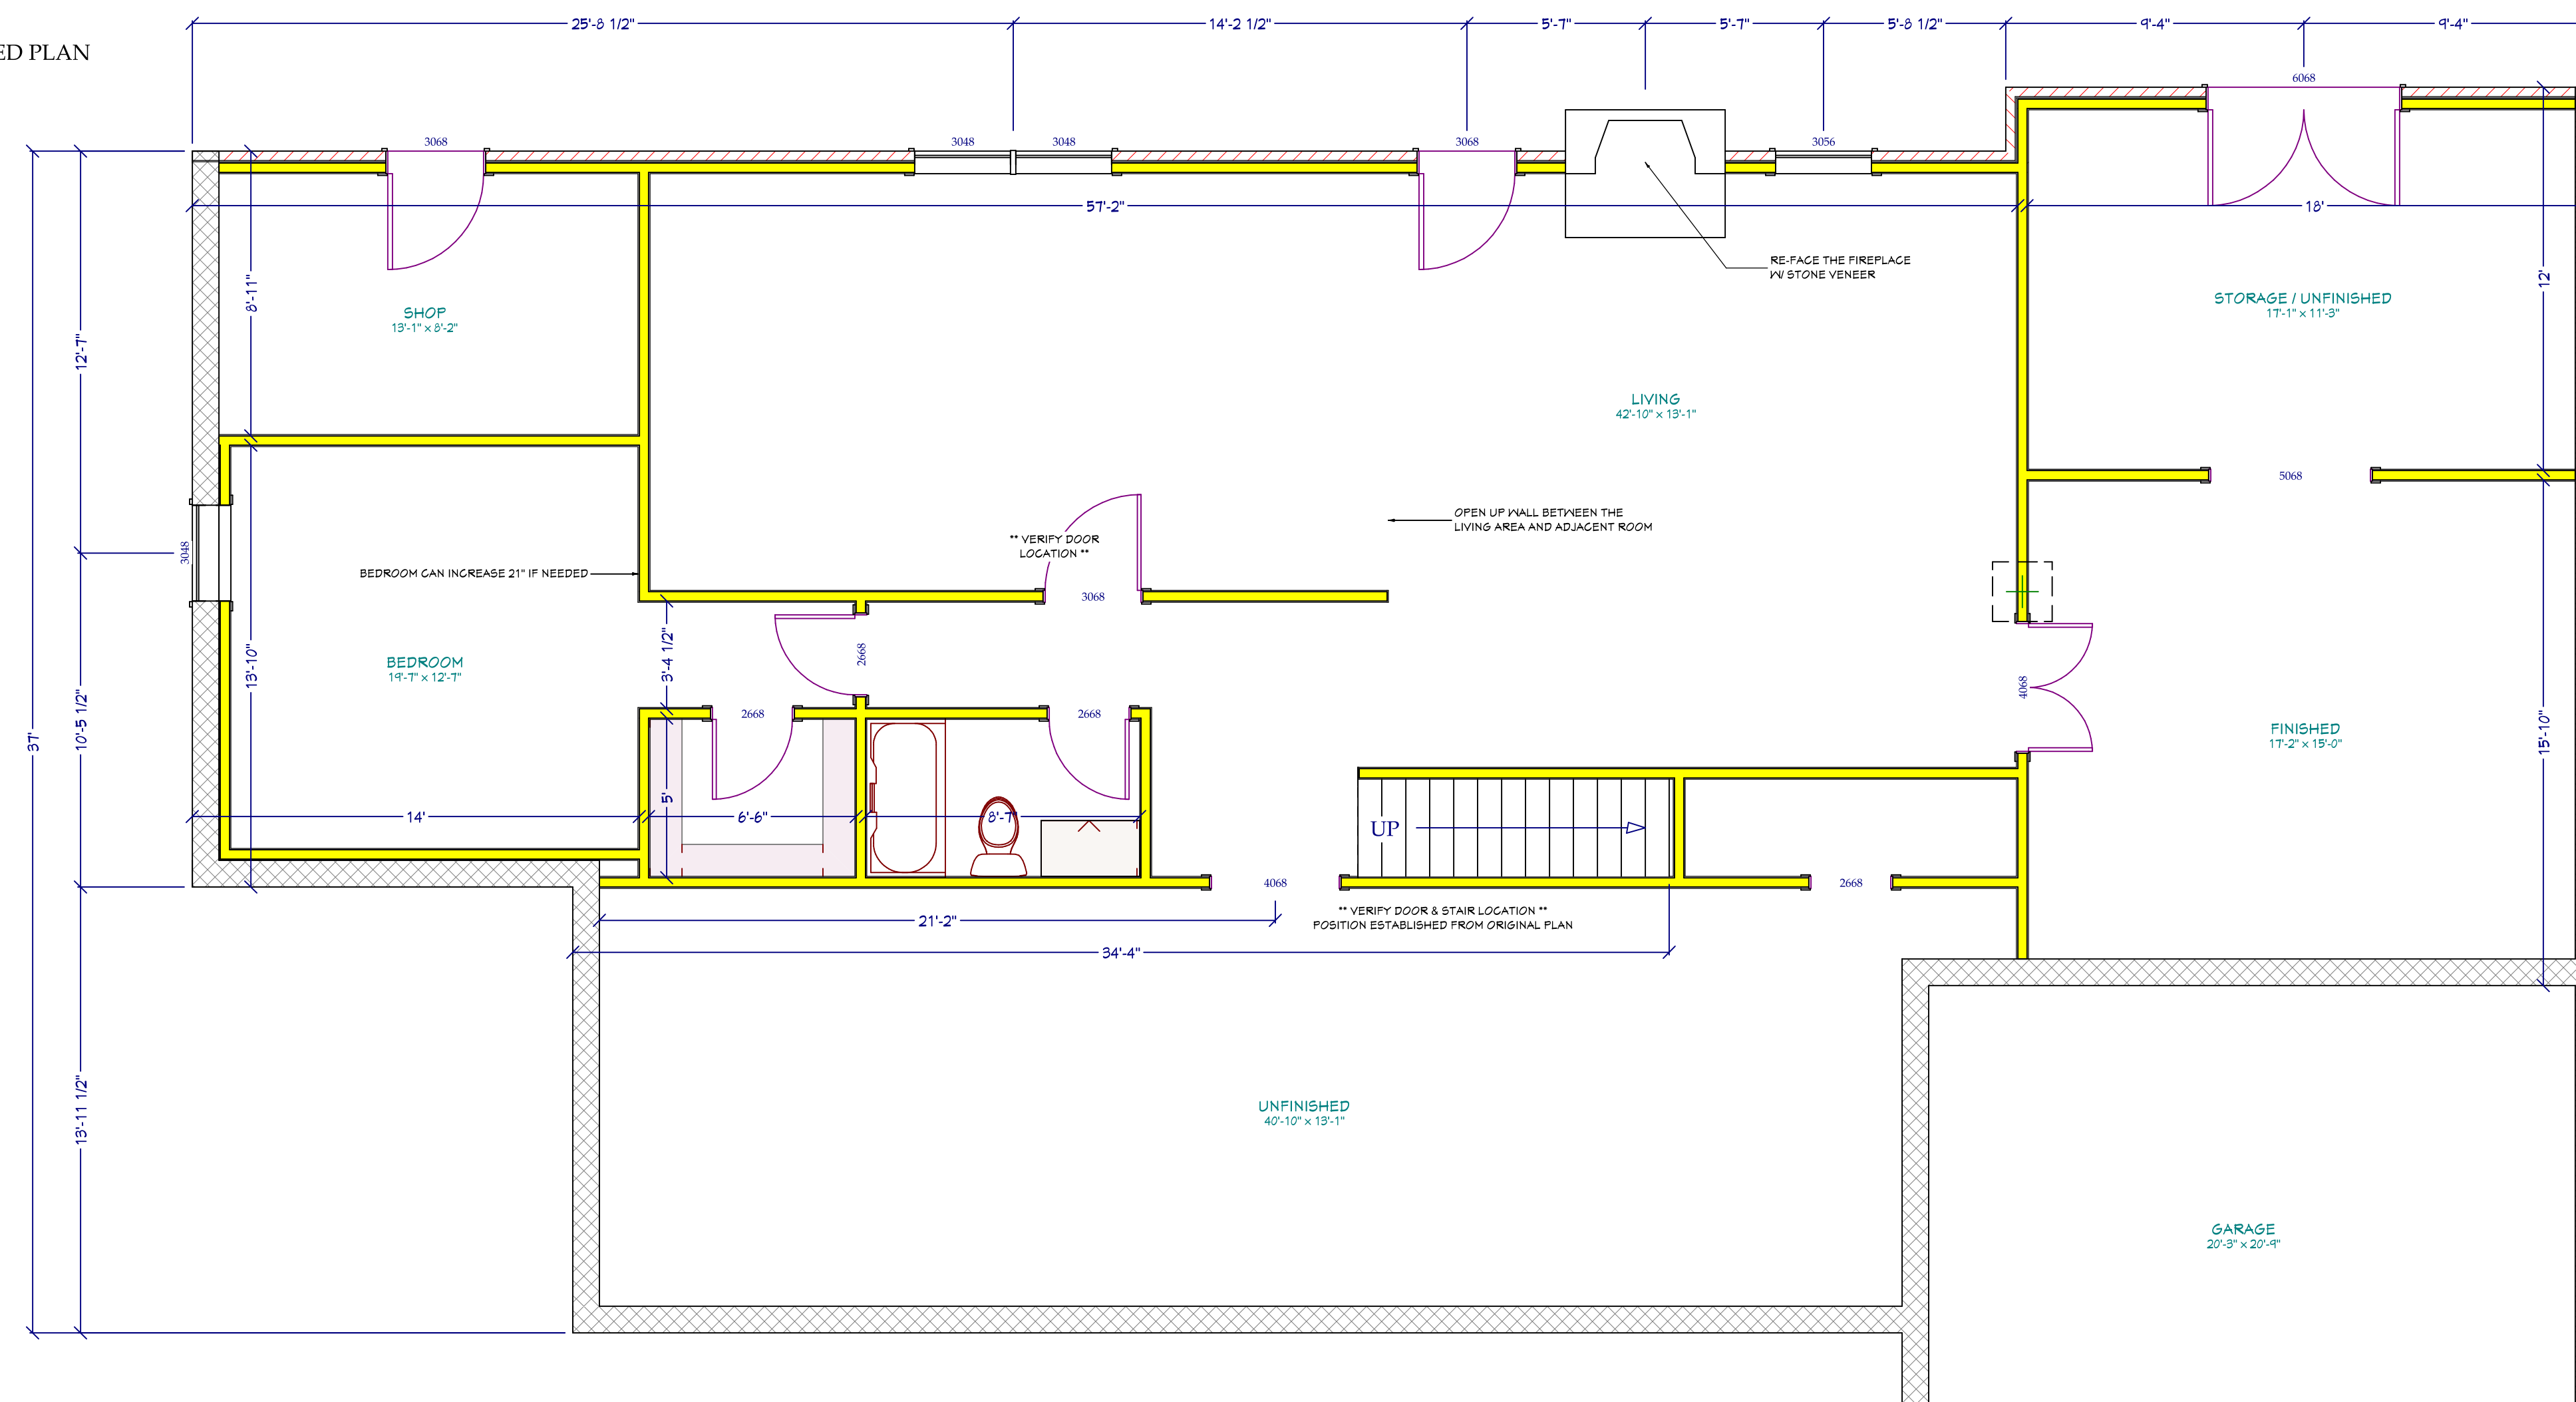 25'-8 1/2"
14'-2 1/2"
5'-7"
5'-7"
5'-8 1/2"
9'-4"
9'-4"
ED PLAN
6068
3068
3048
3048
3068
3056
57'-2"
18'
RE-FACE THE FIREPLACE
W/ STONE VENEER
8'-11"
12'-7"
12'
SHOP
13'-1" x 8'-2"
STORAGE / UNFINISHED
17'-1" x 11'-3"
LIVING
42'-10" x 13'-1"
5068
OPEN UP WALL BETWEEN THE
LIVING AREA AND ADJACENT ROOM
** VERIFY DOOR
LOCATION **
3048
BEDROOM CAN INCREASE 21" IF NEEDED
3068
3'-4 1/2"
2668
BEDROOM
19'-7" x 12'-7"
13'-10"
4068
10'-5 1/2"
37'
2668
2668
FINISHED
17'-2" x 15'-0"
15'-10"
5'
14'
6'-6"
8'-7"
UP
4068
2668
** VERIFY DOOR & STAIR LOCATION **
POSITION ESTABLISHED FROM ORIGINAL PLAN
21'-2"
34'-4"
13'-11 1/2"
UNFINISHED
40'-10" x 13'-1"
GARAGE
20'-3" x 20'-9"